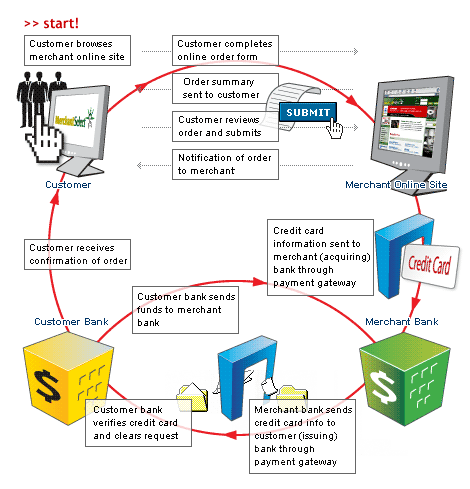 >> start!
Customer browses
merchant online site
Customer completes
online order form
Order summary
sent to customer
SUBMIT
Customer reviews
order and submits
Notification of order
to merchant
MerchantSelect
Customer
Merchant Online Site
Credit card
information sent to
merchant (acquiring)
bank through
payment gateway
Credit Card
Customer receives
confirmation of order
Customer bank sends
funds to merchant
bank
Customer Bank
Merchant Bank
$
$
Customer bank
verifies credit card
and clears request
Merchant bank sends
credit card info to
customer (issuing)
bank through
payment gateway